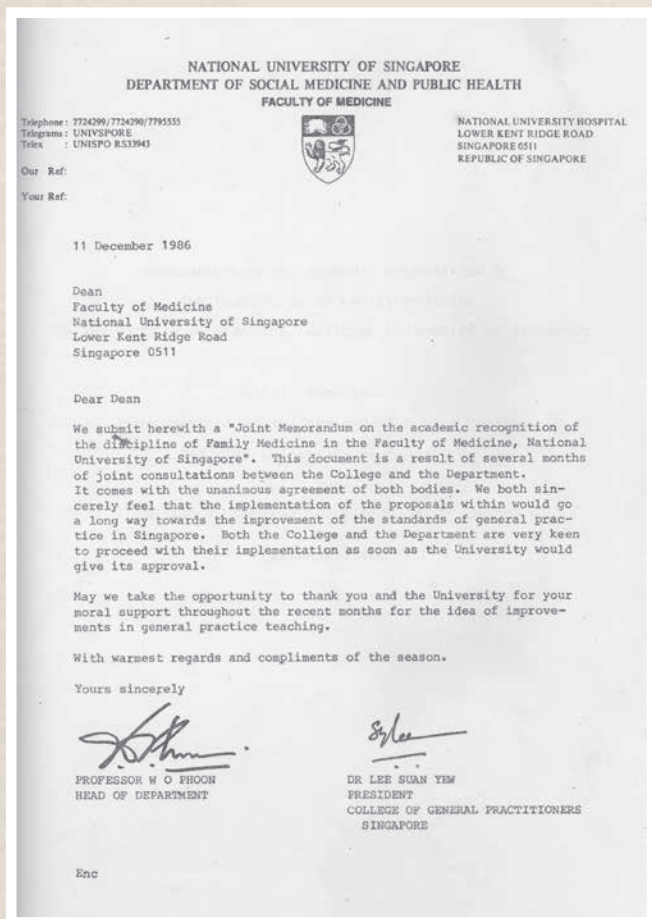 NATIONAL UNIVERSITY OF SINGAPORE
DEPARTMENT OF SOCIAL MEDICINE AND PUBLIC HEALTH
FACULTY OF MEDICINE
Telephone : 7724299/7724290/7795555
Telegrams : UNIVSPORE
Telex : UNISPO RS33943
NATIONAL UNIVERSITY HOSPITAL
LOWER KENT RIDGE ROAD
SINGAPORE 0511
REPUBLIC OF SINGAPORE
Our Ref:
Your Ref:
11 December 1986
Dean
Faculty of Medicine
National University of Singapore
Lower Kent Ridge Road
Singapore 0511
Dear Dean
We submit herewith a "Joint Memorandum on the academic recognition of
the discipline of Family Medicine in the Faculty of Medicine, National
University of Singapore". This document is a result of several months
of joint consultations between the College and the Department.
It comes with the unanimous agreement of both bodies. We both sin-
cerely feel that the implementation of the proposals within would go
a long way towards the improvement of the standards of general prac-
tice in Singapore. Both the College and the Department are very keen
to proceed with their implementation as soon as the University would
give its approval.
May we take the opportunity to thank you and the University for your
moral support throughout the recent months for the idea of improve-
ments in general practice teaching.
With warmest regards and compliments of the season.
Yours sincerely
PROFESSOR W O PHOON
HEAD OF DEPARTMENT
DR LEE SUAN YEW
PRESIDENT
COLLEGE OF GENERAL PRACTITIONERS
SINGAPORE
Enc